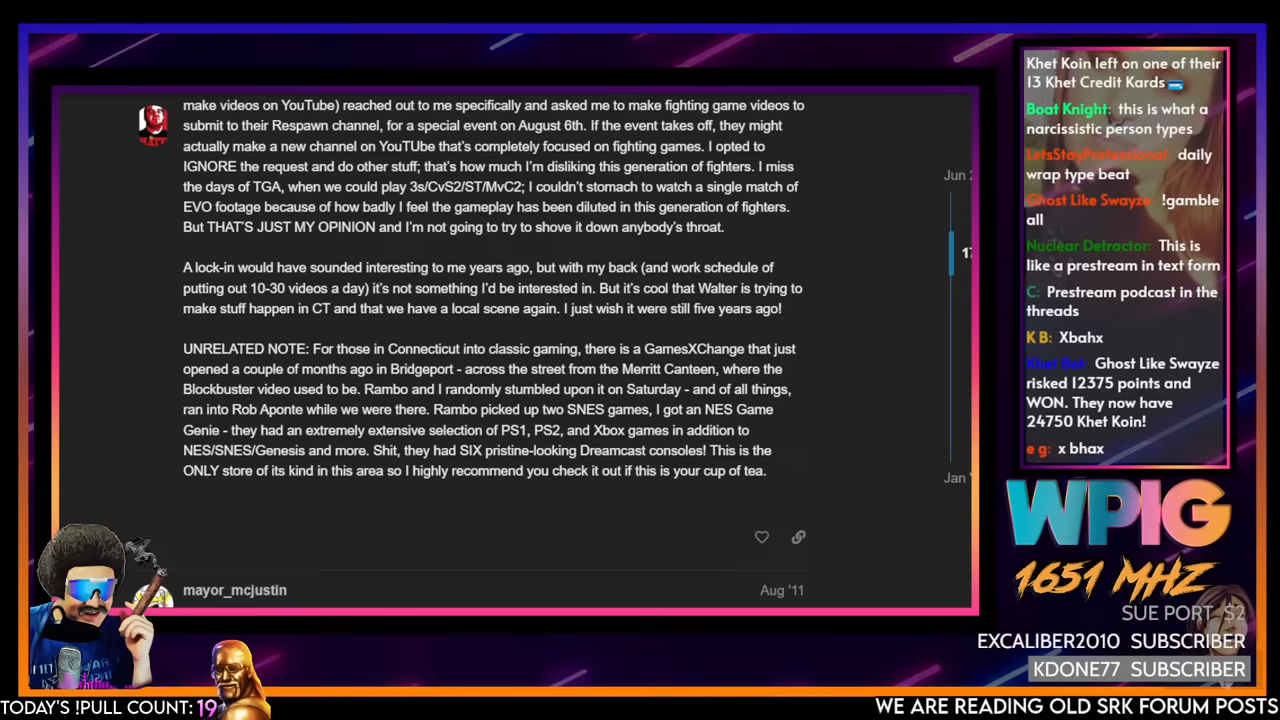 make videos on YouTube) reached out to me specifically and asked me to make fighting game videos to
submit to their Respawn channel, for a special event on August 6th. If the event takes off, they might
actually make a new channel on YouTUbe that's completely focused on fighting games. I opted to
IGNORE the request and do other stuff; that's how much I'm disliking this generation of fighters. I miss
the days of TGA, when we could play 3s/CvS2/ST/MvC2; I couldn't stomach to watch a single match of
EVO footage because of how badly I feel the gameplay has been diluted in this generation of fighters.
But THAT'S JUST MY OPINION and I'm not going to try to shove it down anybody's throat.
A lock-in would have sounded interesting to me years ago, but with my back (and work schedule of
putting out 10-30 videos a day) it's not something I'd be interested in. But it's cool that Walter is trying to
make stuff happen in CT and that we have a local scene again. I just wish it were still five years ago!
UNRELATED NOTE: For those in Connecticut into classic gaming, there is a GamesXChange that just
opened a couple of months ago in Bridgeport - across the street from the Merritt Canteen, where the
Blockbuster video used to be. Rambo and I randomly stumbled upon it on Saturday - and of all things,
ran into Rob Aponte while we were there. Rambo picked up two SNES games, I got an NES Game
Genie - they had an extremely extensive selection of PS1, PS2, and Xbox games in addition to
NES/SNES/Genesis and more. Shit, they had SIX pristine-looking Dreamcast consoles! This is the
ONLY store of its kind in this area so I highly recommend you check it out if this is your cup of tea.
mayor_mcjustin
Aug '11
Jun 2
17
Jan '
Khet Koin left on one of their
13 Khet Credit Kards
Boat Knight: this is what a
narcissistic person types
LetsStayProfessional: daily
wrap type beat
Ghost Like Swayze: !gamble
all
Nuclear Detractor: This is
like a prestream in text form
C: Prestream podcast in the
threads
K B: Xbahx
Khet Bot: Ghost Like Swayze
risked 12375 points and
WON. They now have
24750 Khet Koin!
e g: x bhax
WPIG
1651 MHZ
SUE PORT $2
EXCALIBER2010 SUBSCRIBER
KDONE77 SUBSCRIBER
TODAY'S !PULL COUNT: 19
WE ARE READING OLD SRK FORUM POSTS